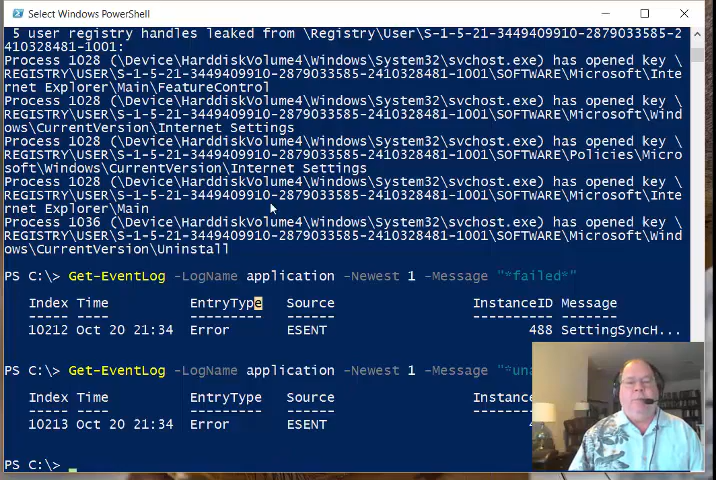 Select Windows PowerShell
5 user registry handles leaked from \Registry\User\S-1-5-21-3449409910-2879033585-2
410328481-1001:
Process 1028 (\Device\HarddiskVolume4\Windows\System32\svchost.exe) has opened key \
REGISTRY\USER\S-1-5-21-3449409910-2879033585-2410328481-1001\SOFTWARE\Microsoft\Inte
rnet Explorer\Main\FeatureControl
Process 1028 (\Device\HarddiskVolume4\Windows\System32\svchost.exe) has opened key \
REGISTRY\USER\S-1-5-21-3449409910-2879033585-2410328481-1001\SOFTWARE\Microsoft\Wind
ows\CurrentVersion\Internet Settings
Process 1028 (\Device\HarddiskVolume4\Windows\System32\svchost.exe) has opened key \
REGISTRY\USER\S-1-5-21-3449409910-2879033585-2410328481-1001\SOFTWARE\Policies\Micro
soft\Windows\CurrentVersion\Internet Settings
Process 1028 (\Device\HarddiskVolume4\Windows\System32\svchost.exe) has opened key \
REGISTRY\USER\S-1-5-21-3449409910-2879033585-2410328481-1001\SOFTWARE\Microsoft\Inte
rnet Explorer\Main
Process 1036 (\Device\HarddiskVolume4\Windows\System32\svchost.exe) has opened key \
REGISTRY\USER\S-1-5-21-3449409910-2879033585-2410328481-1001\SOFTWARE\Microsoft\Wind
ows\CurrentVersion\Uninstall
PS C:\> Get-EventLog -LogName application -Newest 1 -Message "*failed*"
Index Time EntryType Source InstanceID Message
----- ---- --------- ------ ---------- -------
10212 Oct 20 21:34 Error ESENT 488 SettingSyncH...
PS C:\> Get-EventLog -LogName application -Newest 1 -Message
Index Time EntryType Source
----- ---- --------- ------
10213 Oct 20 21:34 Error ESENT
PS C:\>